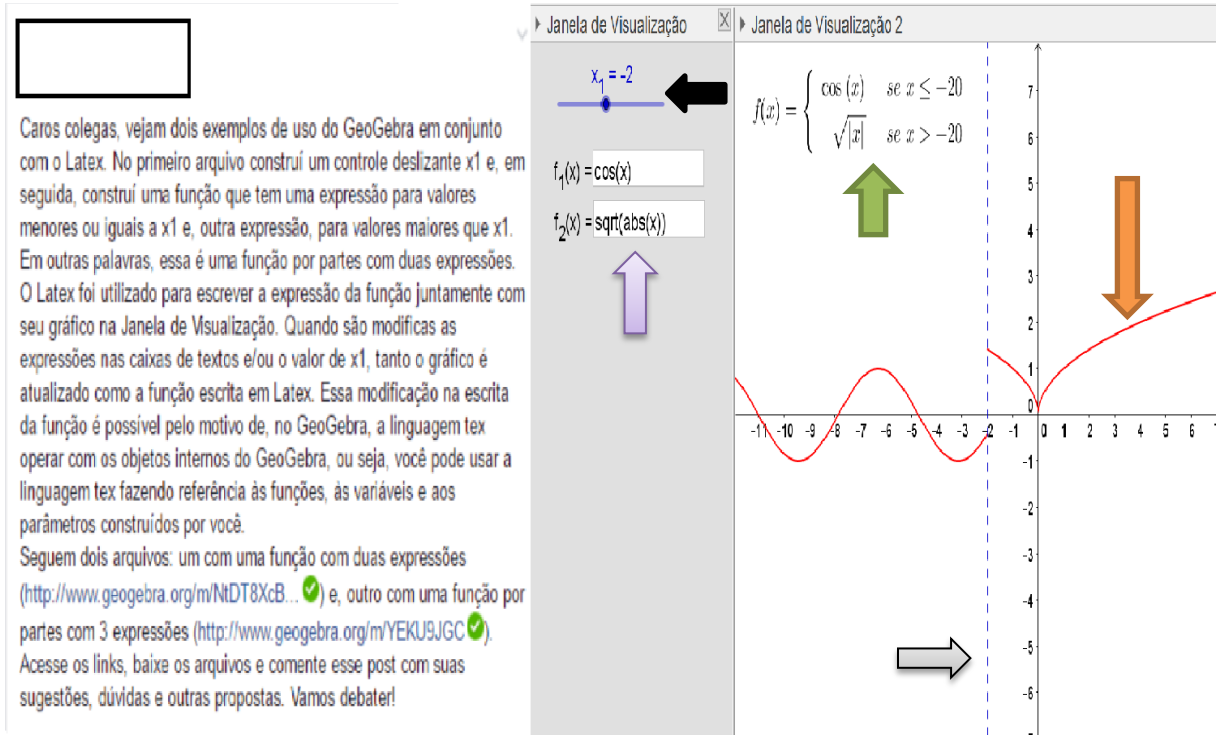 Caros colegas, vejam dois exemplos de uso do GeoGebra em conjunto
com o Latex. No primeiro arquivo construí um controle deslizante x1 e, em
seguida, construí uma função que tem uma expressão para valores
menores ou iguais a x1 e, outra expressão, para valores maiores que x1.
Em outras palavras, essa é uma função por partes com duas expressões.
O Latex foi utilizado para escrever a expressão da função juntamente com
seu gráfico na Janela de Visualização. Quando são modificas as
expressões nas caixas de textos e/ou o valor de x1, tanto o gráfico é
atualizado como a função escrita em Latex. Essa modificação na escrita
da função é possível pelo motivo de, no GeoGebra, a linguagem tex
operar com os objetos internos do GeoGebra, ou seja, você pode usar a
linguagem tex fazendo referência às funções, às variáveis e aos
parâmetros construídos por você.
Seguem dois arquivos: um com uma função com duas expressões
(http://www.geogebra.org/m/NtDT8XcB... ) e, outro com uma função por
partes com 3 expressões (http://www.geogebra.org/m/YEKU9JGC ).
Acesse os links, baixe os arquivos e comente esse post com suas
sugestões, dúvidas e outras propostas. Vamos debater!
Janela de Visualização
x₁ = -2
f₁(x) = cos(x)
f₂(x) = sqrt(abs(x))
Janela de Visualização 2
f(x) = { cos (x) se x ≤ −20
√|x| se x > −20
7
6
5
4
3
2
1
0
-11 -10 -9 -8 -7 -6 -5 -4 -3 -2 -1 0 1 2 3 4 5 6 7
-1
-2
-3
-4
-5
-6
-7